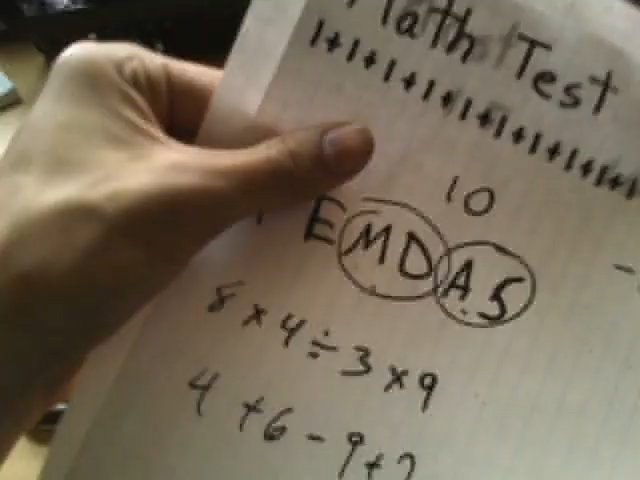 Math Test
1+1+1+1+1+1+1+1+1+1+1
10
EMDAS
8 x 4 ÷ 3 x 9
4 + 6 - 9 +